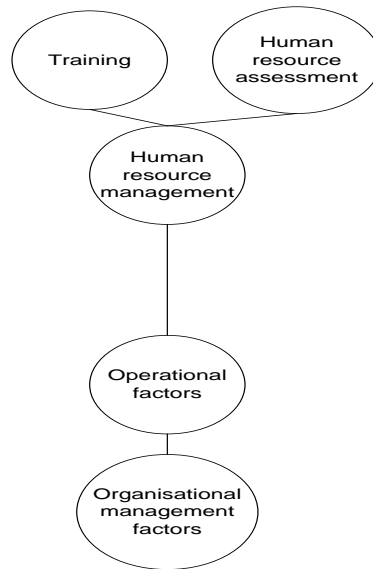 Training
Human
resource
assessment
Human
resource
management
Operational
factors
Organisational
management
factors